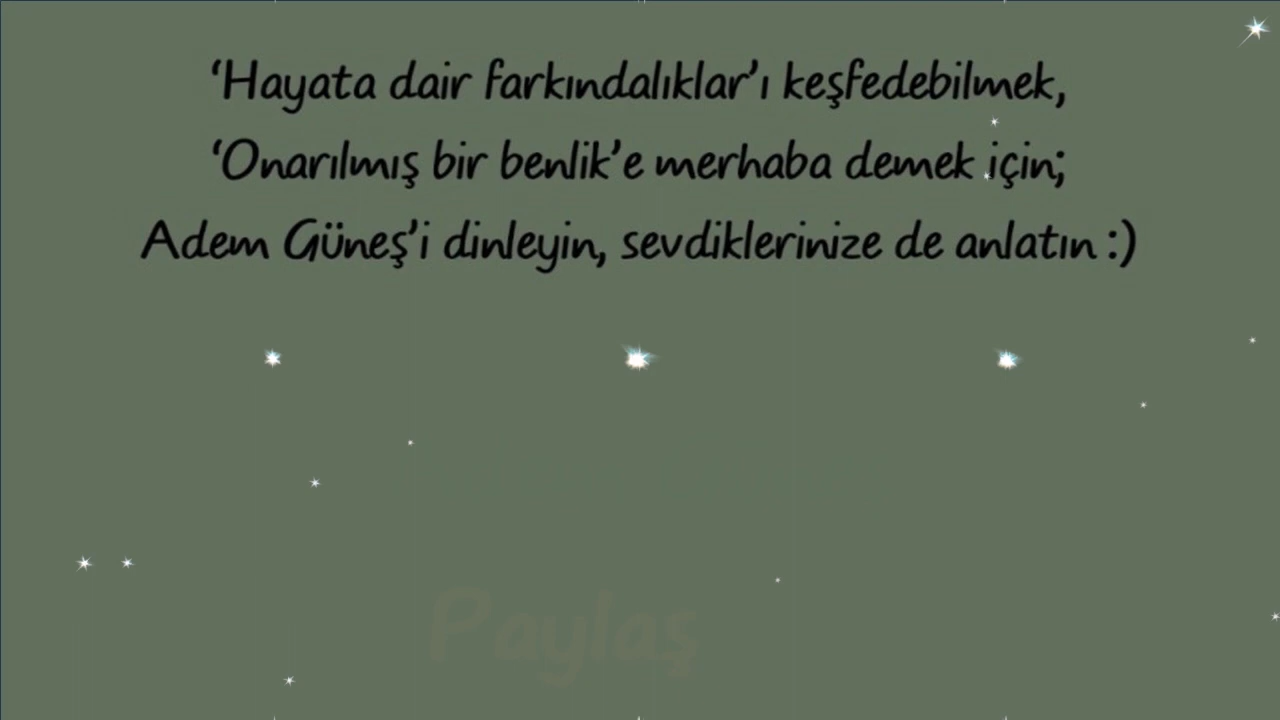 ‘Hayata dair farkındalıklar’ı keşfedebilmek,
‘Onarılmış bir benlik’e merhaba demek için;
Adem Güneş’i dinleyin, sevdiklerinize de anlatın :)
Paylaş